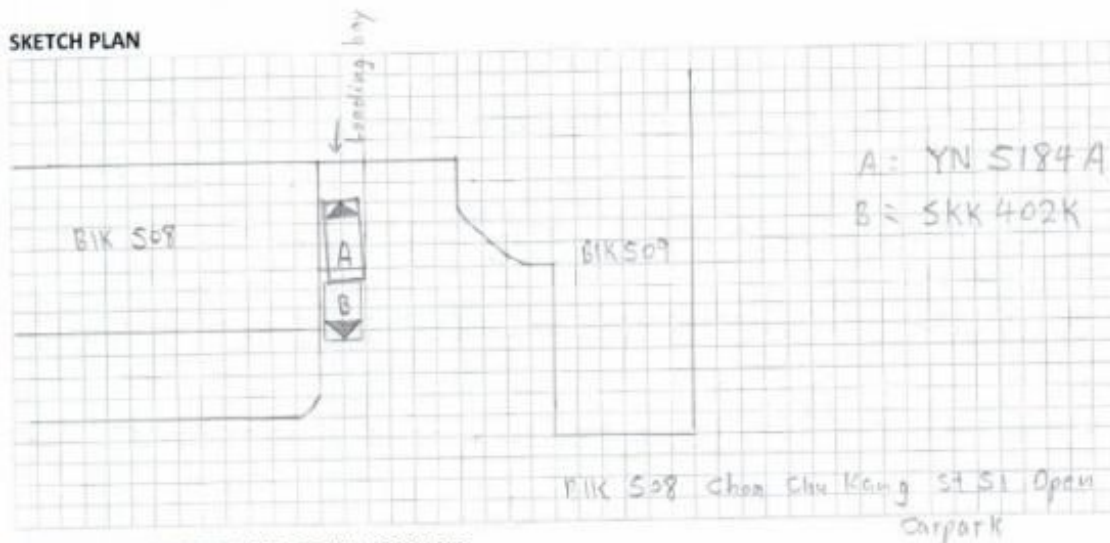 SKETCH PLAN
Loading bay
A: YN 5184A
B = SKK 402K
Blk 508
A
Blk 509
B
Blk 508 Choa Chu Kang St 51 Open
Carpark